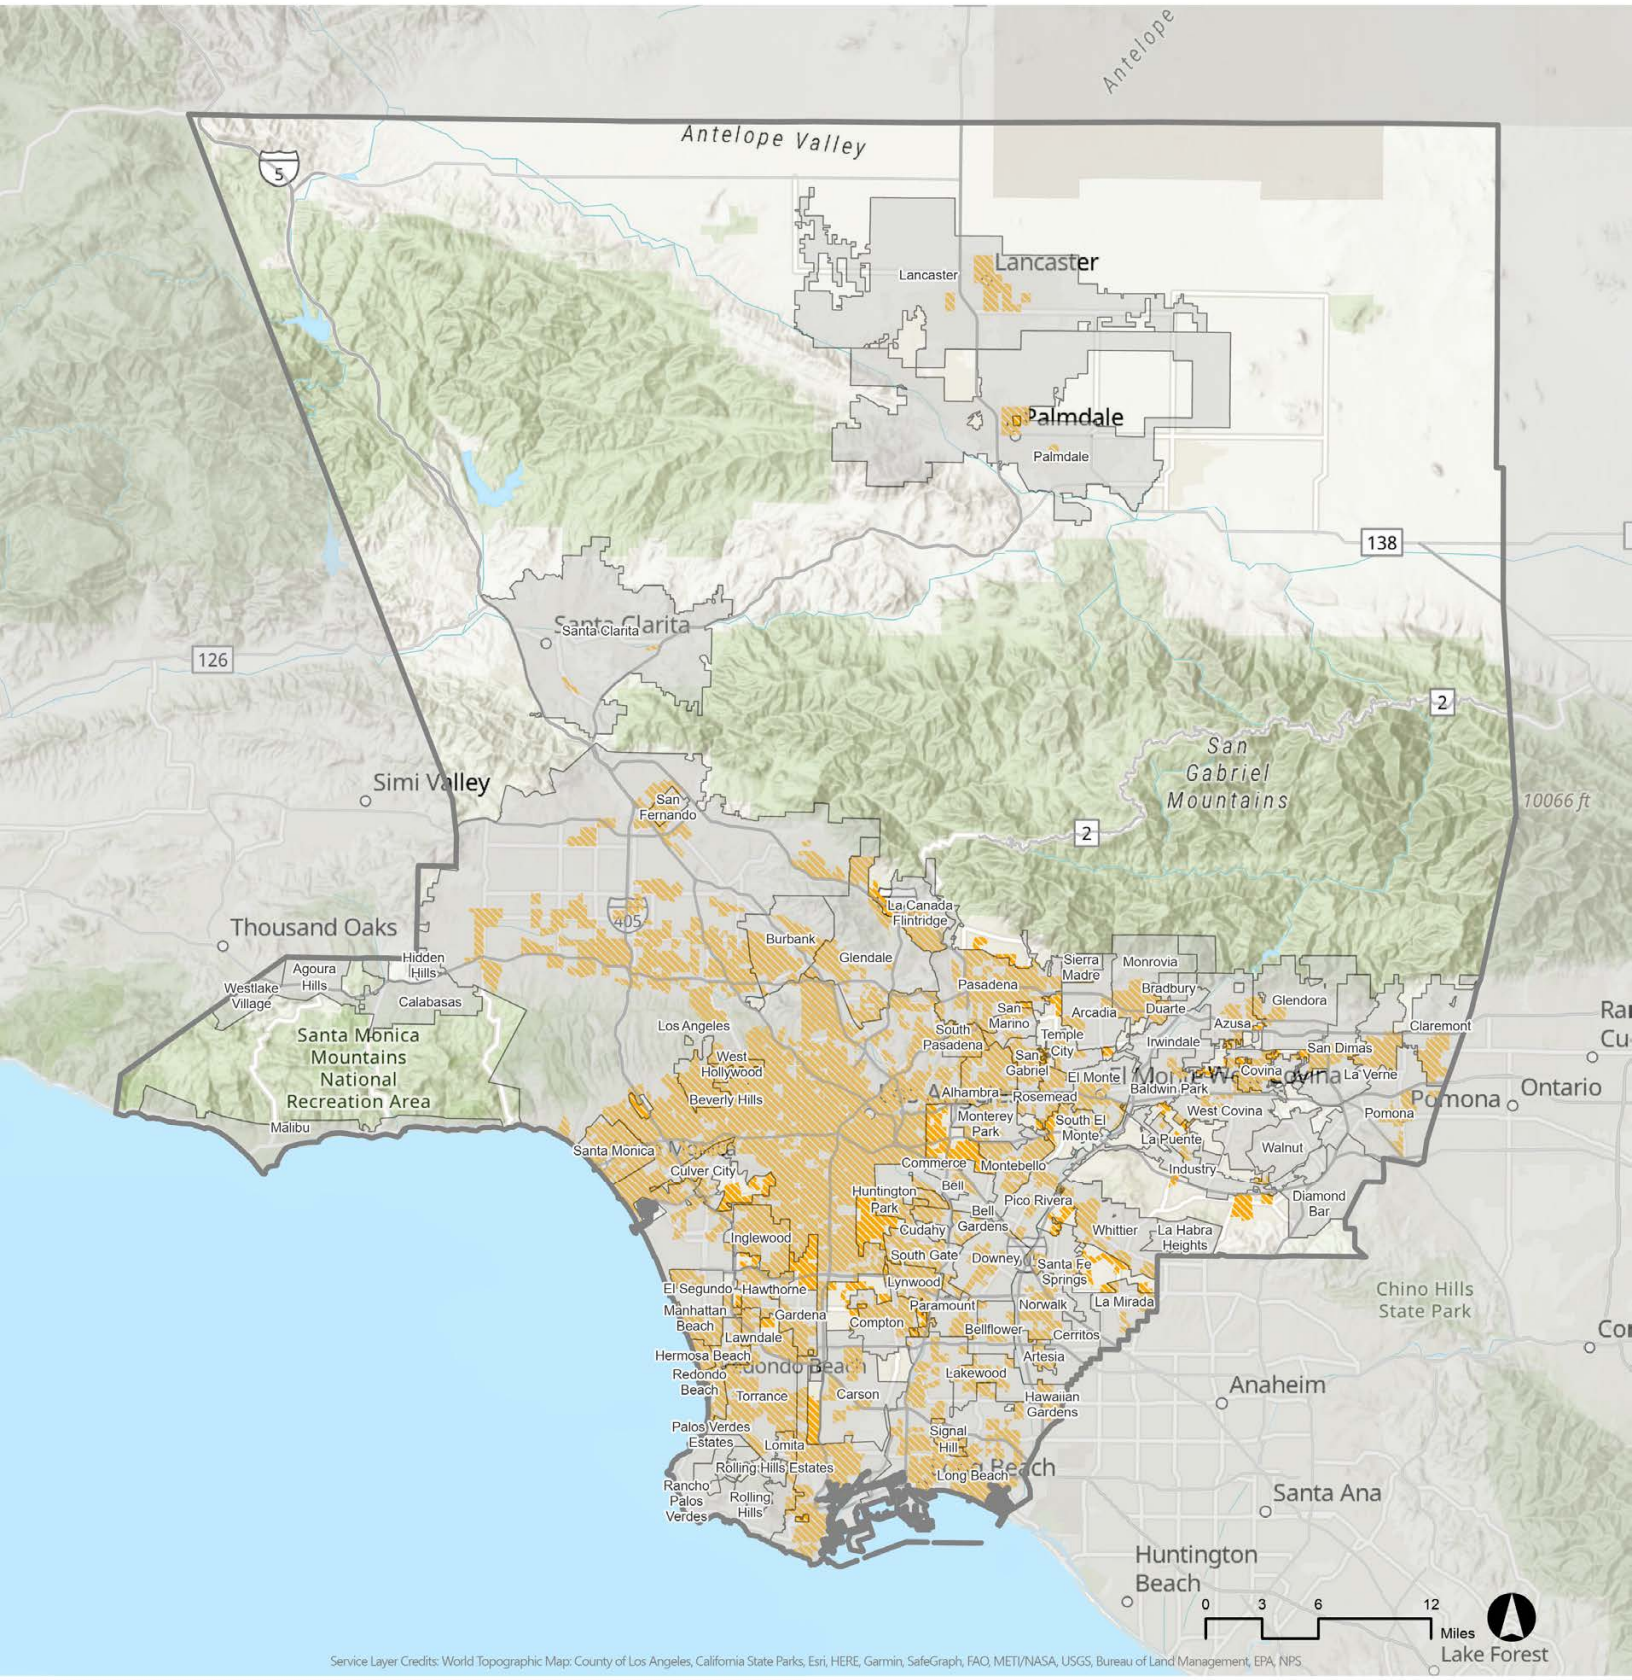 Antelope
Antelope Valley
5
Lancaster
Lancaster
Palmdale
Palmdale
138
Santa Clarita
Santa Clarita
126
2
San
Gabriel
Mountains
Simi Valley
10066 ft
San
Fernando
2
La Canada
Flintridge
405
Thousand Oaks
Burbank
Glendale
Hidden
Hills
Agoura
Hills
Westlake
Village
Calabasas
Sierra
Madre
Monrovia
Pasadena
Bradbury
Duarte
Glendora
San
Marino
Arcadia
Azusa
Claremont
Los Angeles
South
Pasadena
Temple
City
Irwindale
San Dimas
Santa Monica
Mountains
National
Recreation Area
West
Hollywood
San
Gabriel
El Monte
Covina
La Verne
Baldwin Park
Beverly Hills
Alhambra
Rosemead
Pomona
Ontario
Malibu
Monterey
Park
South El
Monte
West Covina
Pomona
La Puente
Walnut
Santa Monica
Culver City
Commerce
Montebello
Industry
Huntington
Park
Bell
Pico Rivera
Diamond
Bar
Bell
Gardens
Cudahy
Whittier
La Habra
Heights
Inglewood
South Gate
Downey
Santa Fe
Springs
El Segundo
Hawthorne
Lynwood
Chino Hills
State Park
Manhattan
Beach
Gardena
Paramount
Norwalk
La Mirada
Compton
Lawndale
Bellflower
Cerritos
Hermosa Beach
Artesia
Redondo
Beach
Torrance
Carson
Lakewood
Hawaiian
Gardens
Anaheim
Palos Verdes
Estates
Lomita
Signal
Hill
Rolling Hills Estates
Long Beach
Beach
Rancho
Palos
Verdes
Rolling
Hills
Santa Ana
Huntington
Beach
0 3 6 12
Miles
Lake Forest
Service Layer Credits: World Topographic Map: County of Los Angeles, California State Parks, Esri, HERE, Garmin, SafeGraph, FAO, METI/NASA, USGS, Bureau of Land Management, EPA, NPS